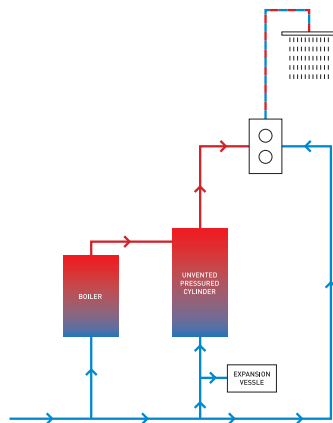 UNVENTED
PRESSURED
CYLINDER
BOILER
EXPANSION
VESSLE